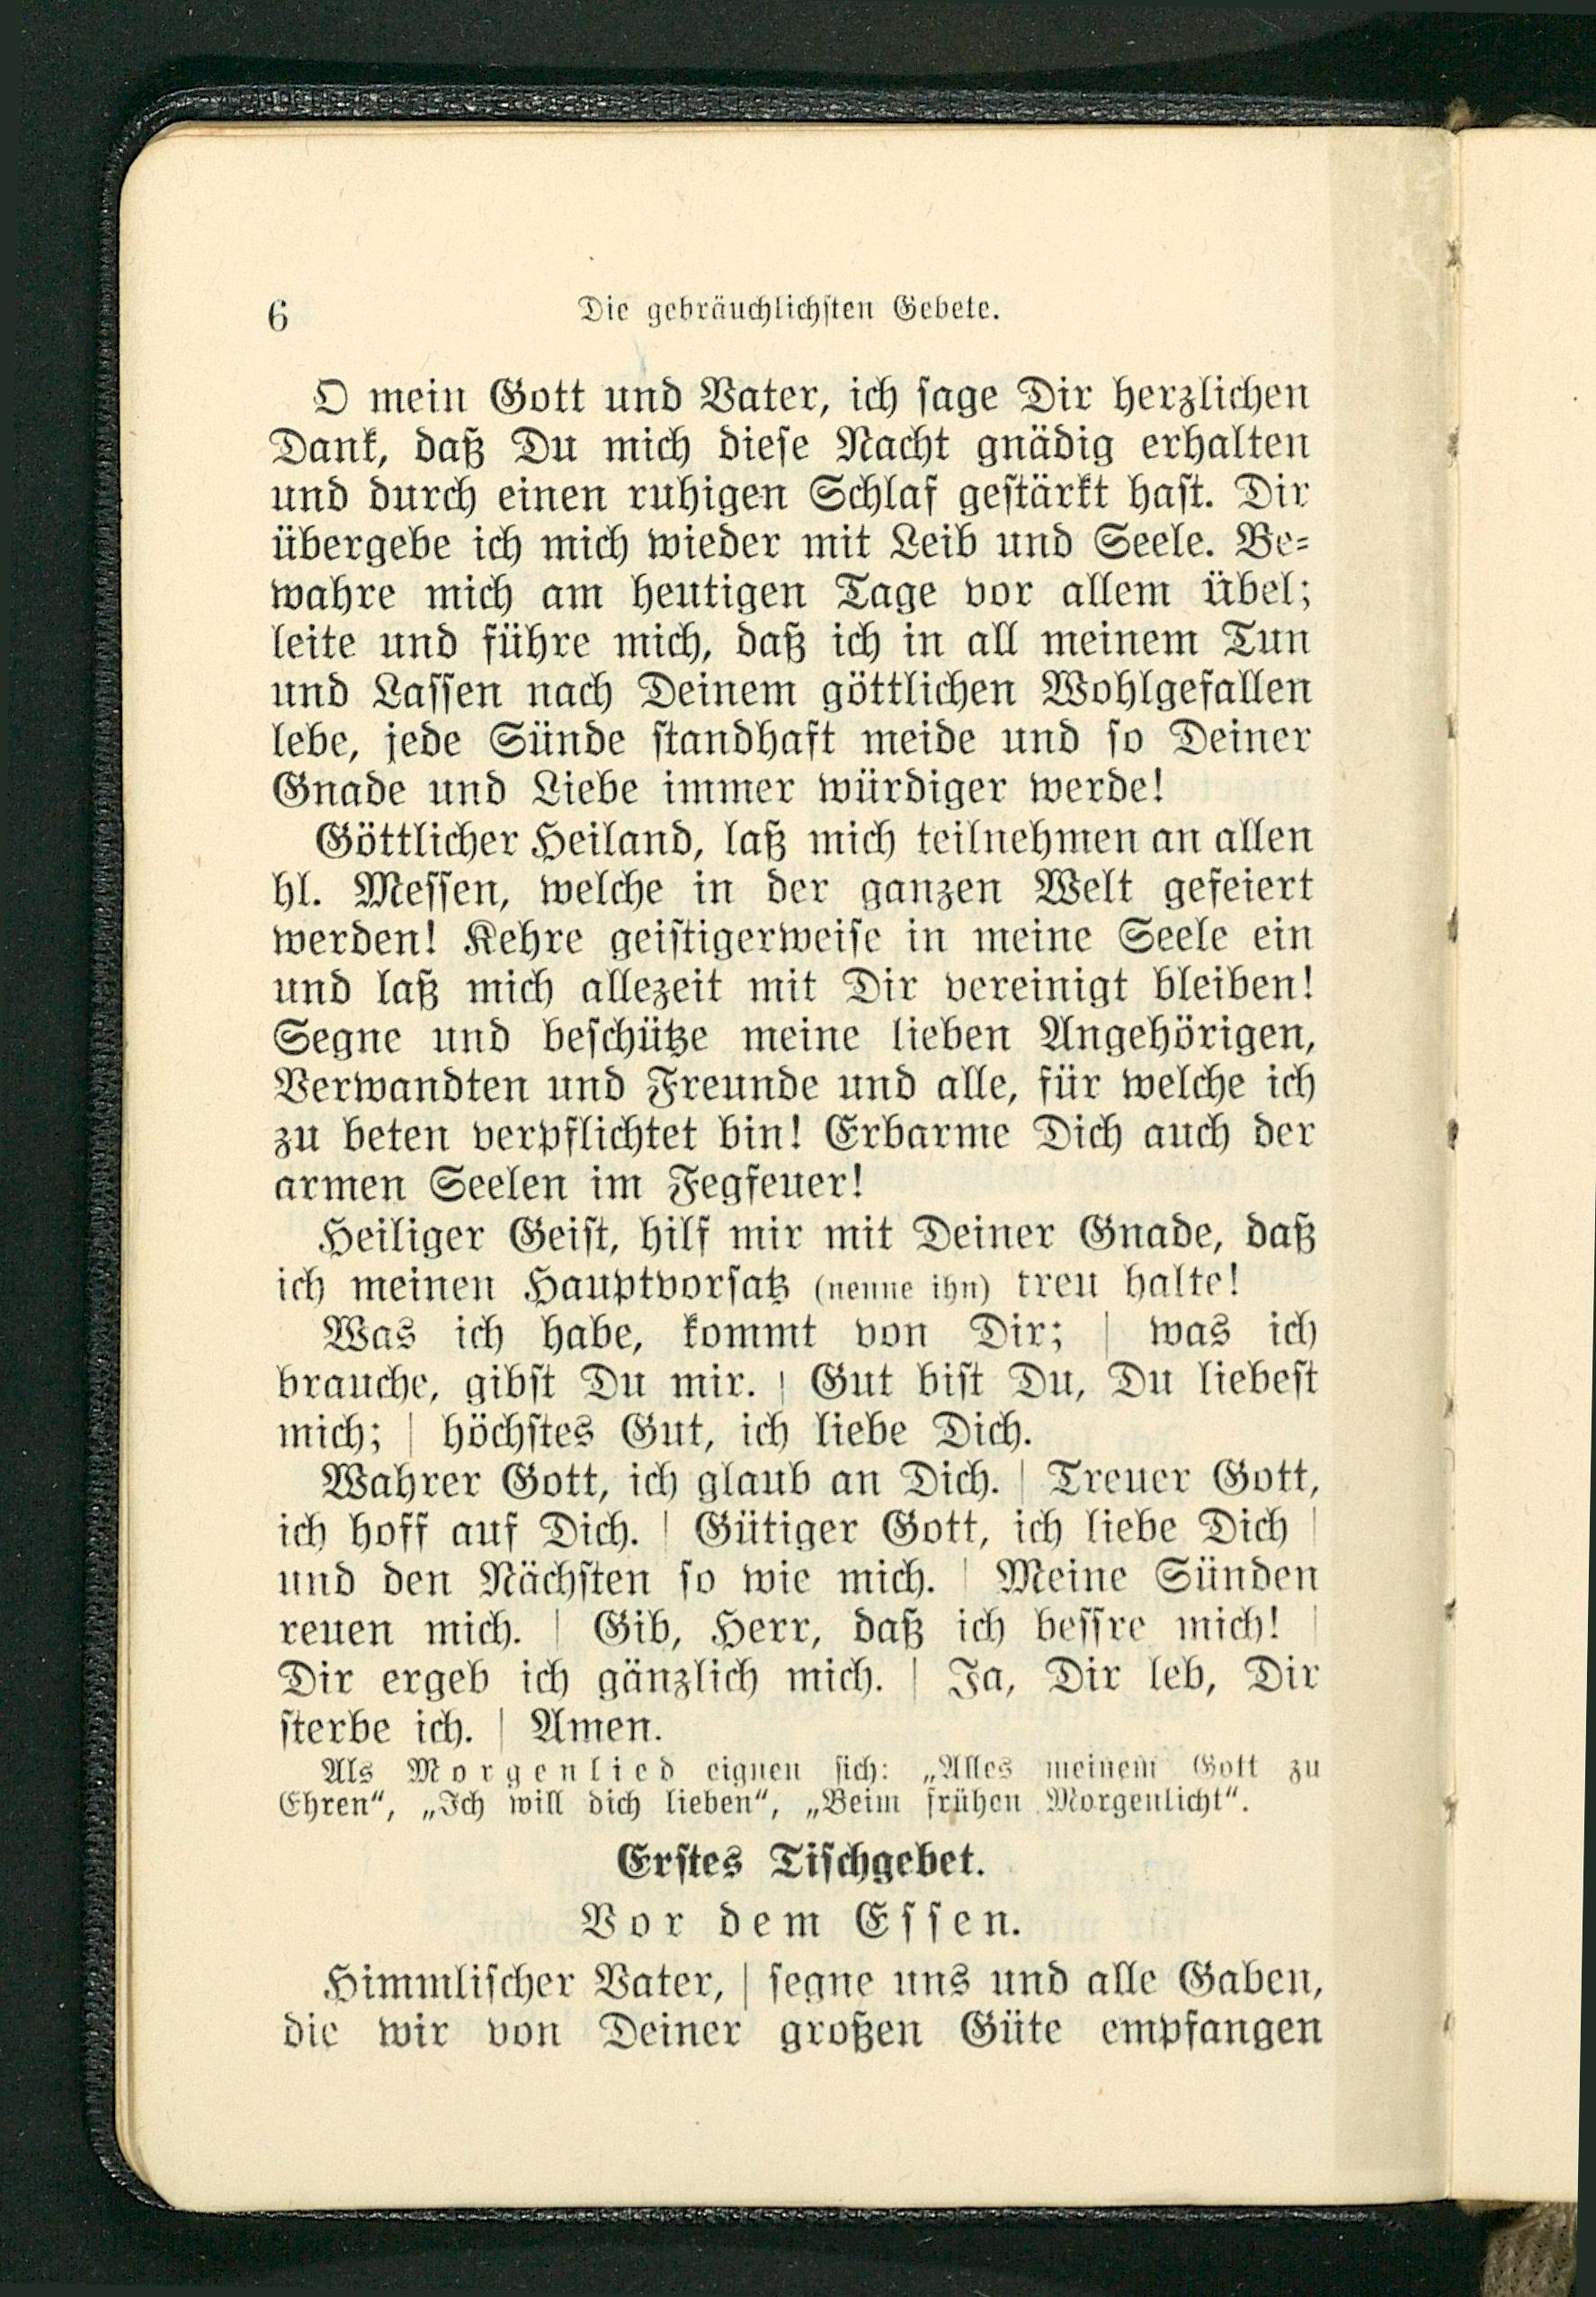 6
Die gebräuchlichsten Gebete.
O mein Gott und Vater, ich sage Dir herzlichen
Dank, daß Du mich diese Nacht gnädig erhalten
und durch einen ruhigen Schlaf gestärkt hast. Dir
übergebe ich mich wieder mit Leib und Seele. Be-
wahre mich am heutigen Tage vor allem übel;
leite und führe mich, daß ich in all meinem Tun
und Lassen nach Deinem göttlichen Wohlgefallen
lebe, jede Sünde standhaft meide und so Deiner
Gnade und Liebe immer würdiger werde!
Göttlicher Heiland, laß mich teilnehmen an allen
hl. Messen, welche in der ganzen Welt gefeiert
werden! Kehre geistigerweise in meine Seele ein
und laß mich allezeit mit Dir vereinigt bleiben!
Segne und beschütze meine lieben Angehörigen,
Verwandten und Freunde und alle, für welche ich
zu beten verpflichtet bin! Erbarme Dich auch der
armen Seelen im Fegfeuer!
Heiliger Geist, hilf mir mit Deiner Gnade, daß
ich meinen Hauptvorsatz (nenne ihn) treu halte!
Was ich habe, kommt von Dir; | was ich
brauche, gibst Du mir. | Gut bist Du, Du liebest
mich; | höchstes Gut, ich liebe Dich.
Wahrer Gott, ich glaub an Dich. | Treuer Gott,
ich hoff auf Dich. | Gütiger Gott, ich liebe Dich |
und den Nächsten so wie mich. | Meine Sünden
reuen mich. | Gib, Herr, daß ich bessre mich! |
Dir ergeb ich gänzlich mich. | Ja, Dir leb, Dir
sterbe ich. | Amen.
Als Morgenlied eignen sich: „Alles meinem Gott zu
Ehren“, „Ich will dich lieben“, „Beim frühen Morgenlicht“.
Erstes Tischgebet.
Vor dem Essen.
Himmlischer Vater, | segne uns und alle Gaben,
die wir von Deiner großen Güte empfangen